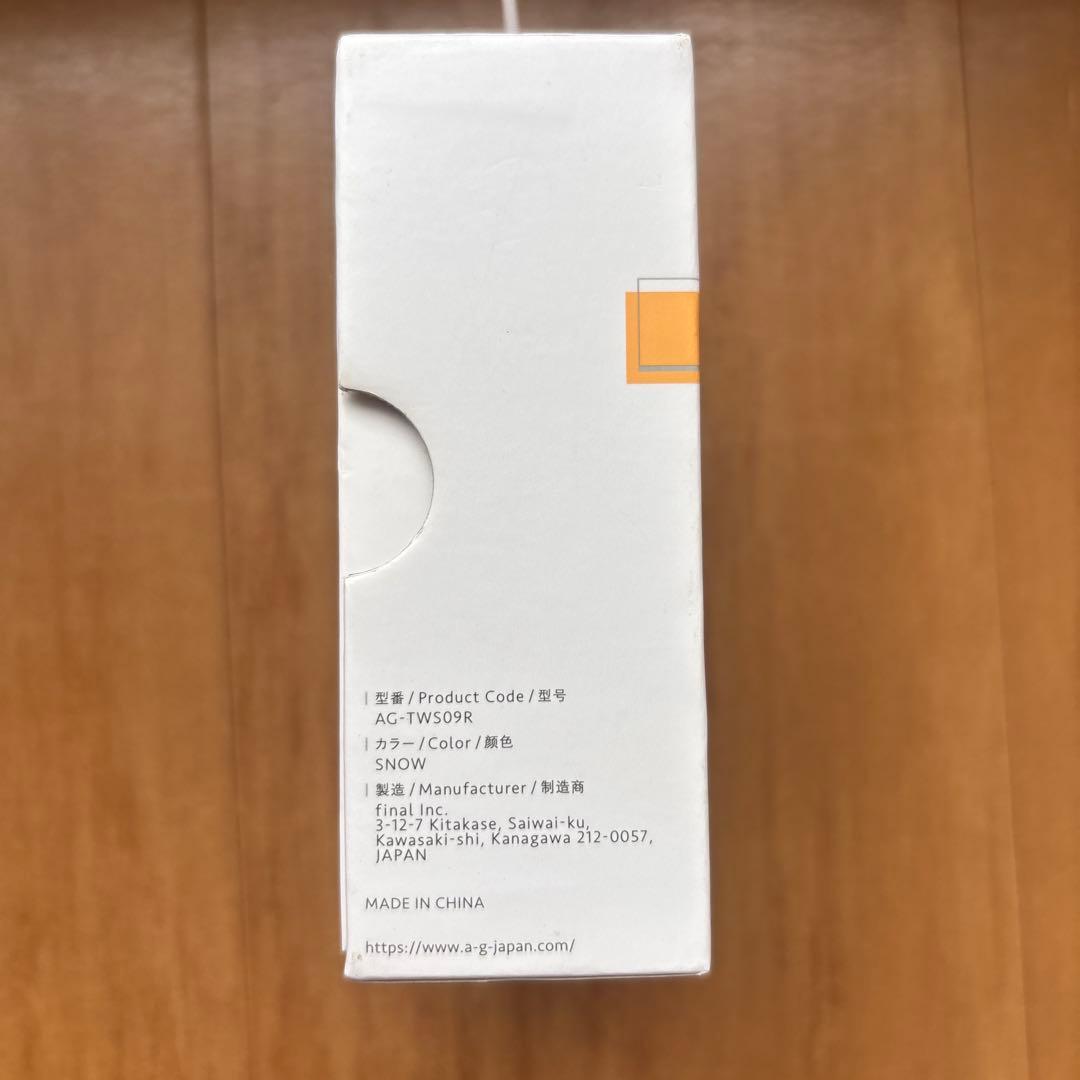 型番 / Product Code / 型号
AG-TWS09R
カラー / Color / 颜色
SNOW
製造 / Manufacturer / 制造商
final Inc.
3-12-7 Kitakase, Saiwai-ku,
Kawasaki-shi, Kanagawa 212-0057,
JAPAN
MADE IN CHINA
https://www.a-g-japan.com/